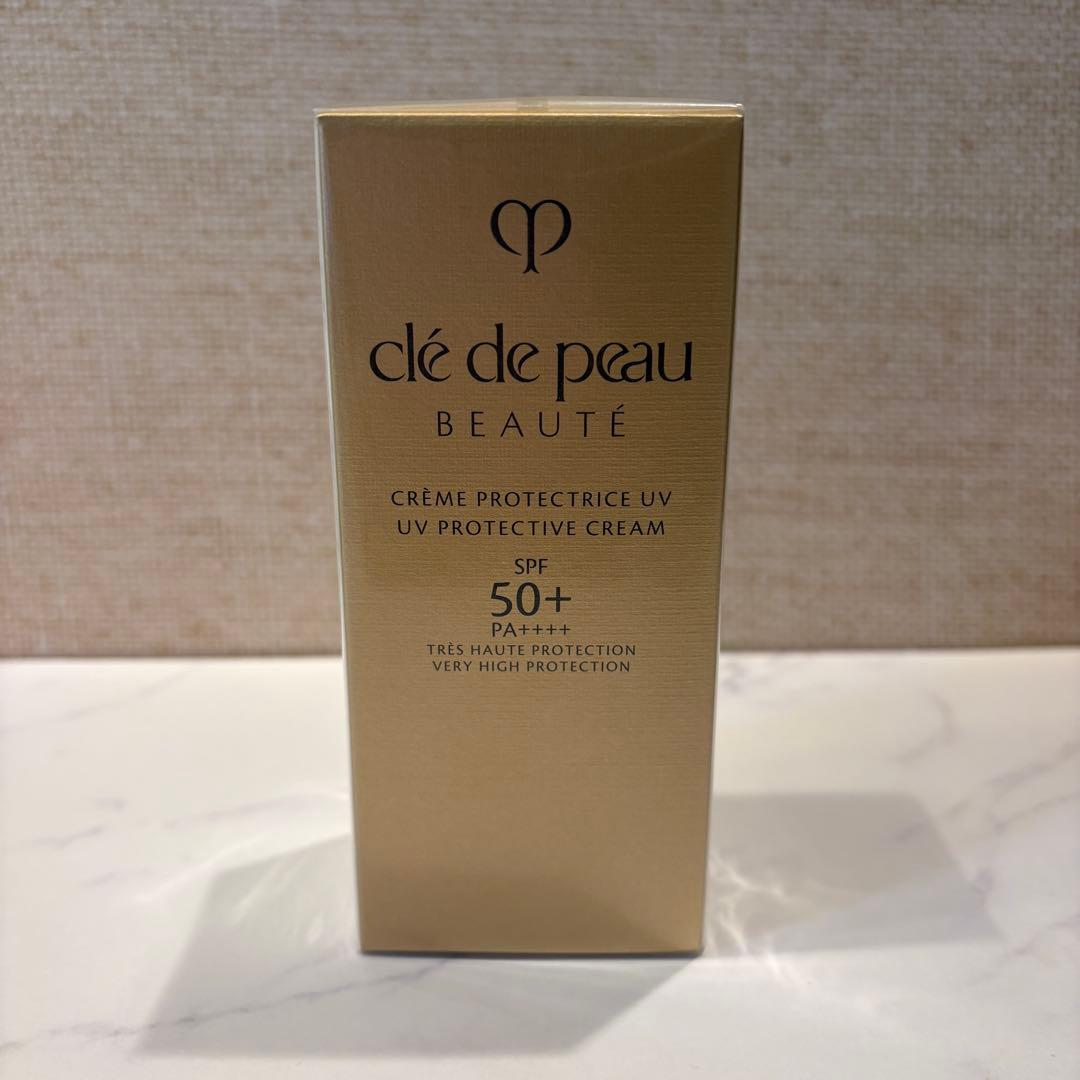 clé de peau
BEAUTÉ
CRÈME PROTECTRICE UV
UV PROTECTIVE CREAM
SPF
50+
PA++++
TRÈS HAUTE PROTECTION
VERY HIGH PROTECTION